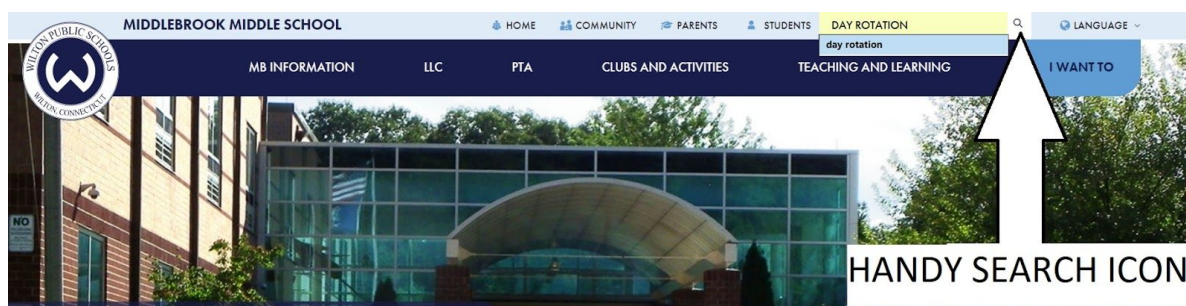 MIDDLEBROOK MIDDLE SCHOOL
HOME COMMUNITY PARENTS STUDENTS DAY ROTATION LANGUAGE
day rotation
WILTON PUBLIC SCHOOLS
W
WILTON, CONNECTICUT
MB INFORMATION LLC PTA CLUBS AND ACTIVITIES TEACHING AND LEARNING I WANT TO
NO
HANDY SEARCH ICON